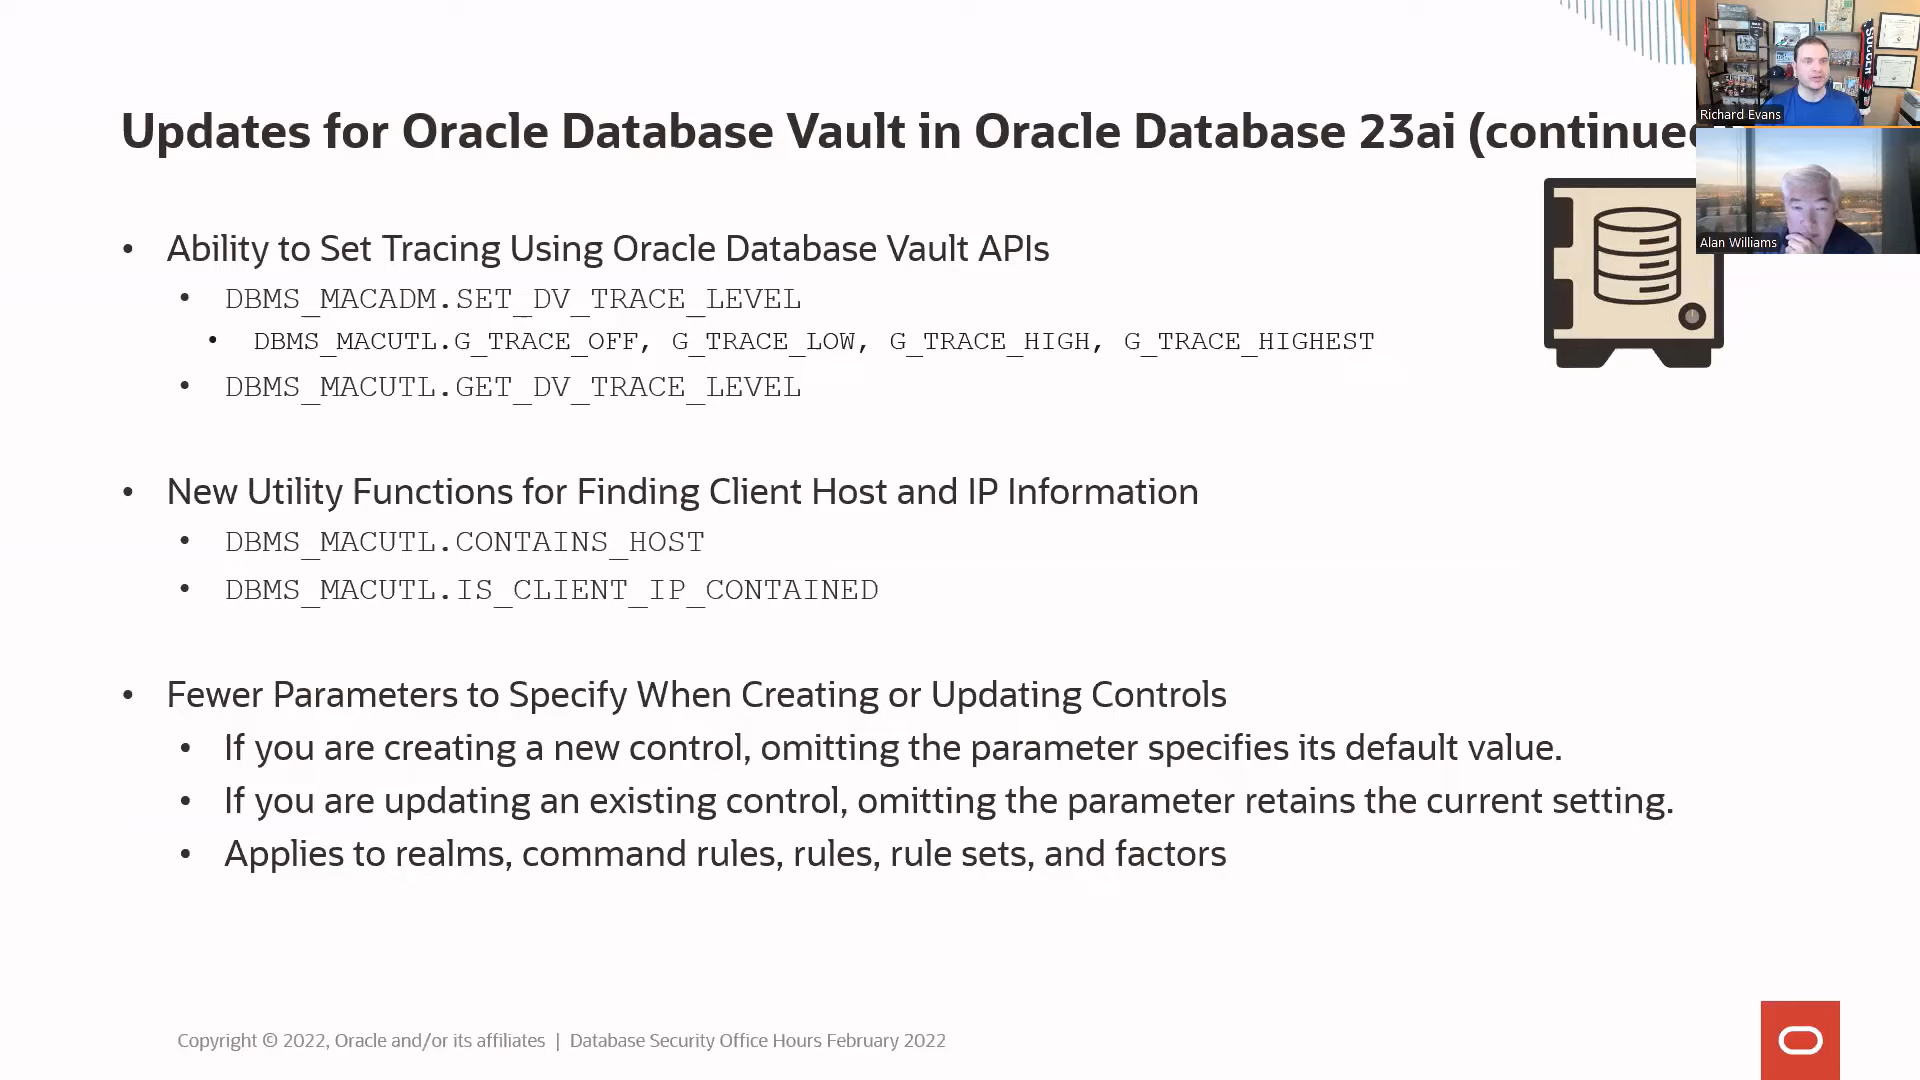 Updates for Oracle Database Vault in Oracle Database 23ai (continue
• Ability to Set Tracing Using Oracle Database Vault APIs
• DBMS_MACADM.SET_DV_TRACE_LEVEL
• DBMS_MACUTL.G_TRACE_OFF, G_TRACE_LOW, G_TRACE_HIGH, G_TRACE_HIGHEST
• DBMS_MACUTL.GET_DV_TRACE_LEVEL
• New Utility Functions for Finding Client Host and IP Information
• DBMS_MACUTL.CONTAINS_HOST
• DBMS_MACUTL.IS_CLIENT_IP_CONTAINED
• Fewer Parameters to Specify When Creating or Updating Controls
• If you are creating a new control, omitting the parameter specifies its default value.
• If you are updating an existing control, omitting the parameter retains the current setting.
• Applies to realms, command rules, rules, rule sets, and factors
Copyright © 2022, Oracle and/or its affiliates | Database Security Office Hours February 2022
SOCCER
Richard Evans
Alan Williams